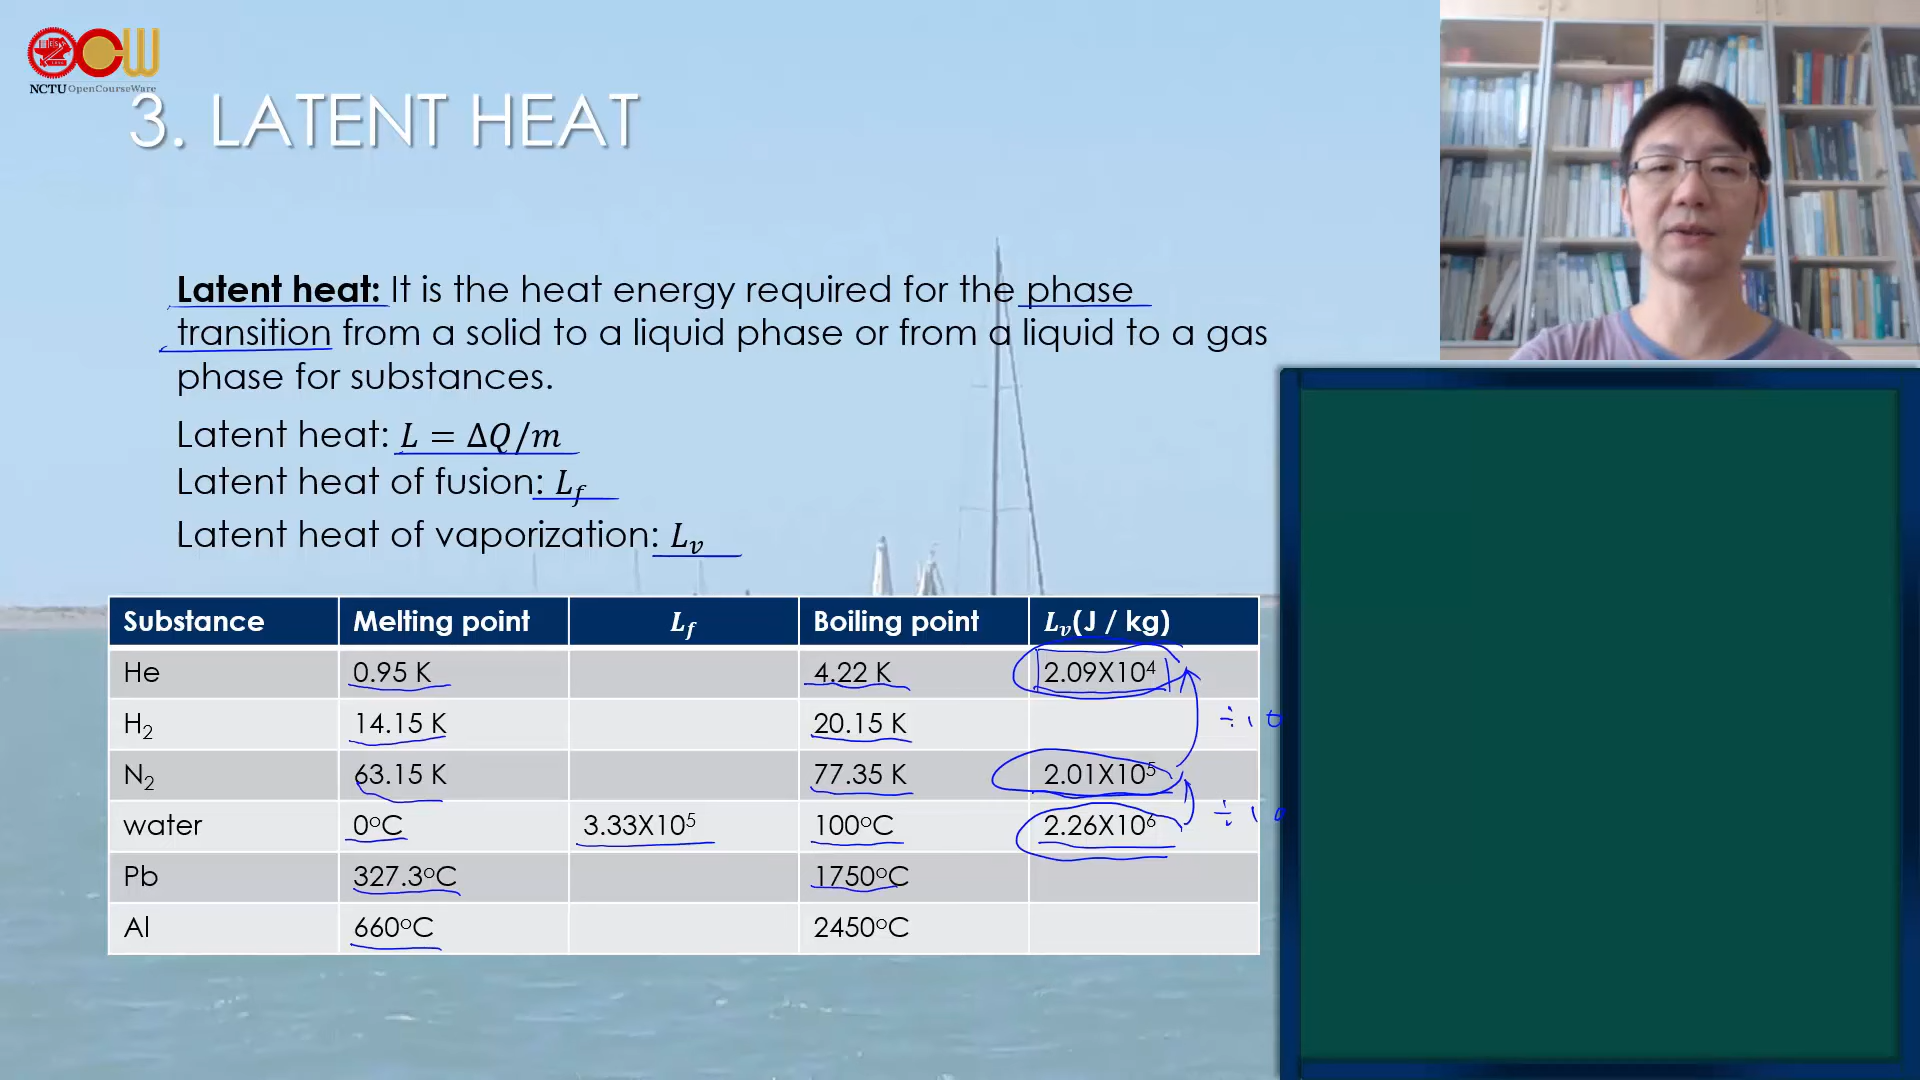 NCTU OpenCourseWare
3. LATENT HEAT
Latent heat: It is the heat energy required for the phase
transition from a solid to a liquid phase or from a liquid to a gas
phase for substances.
Latent heat: L = ΔQ/m
Latent heat of fusion: L_f
Latent heat of vaporization: L_v
Substance Melting point L_f Boiling point L_v(J / kg)
He 0.95 K 4.22 K 2.09X10⁴
H₂ 14.15 K 20.15 K
÷10
N₂ 63.15 K 77.35 K 2.01X10⁵
water 0°C 3.33X10⁵ 100°C 2.26X10⁶
÷10
Pb 327.3°C 1750°C
Al 660°C 2450°C